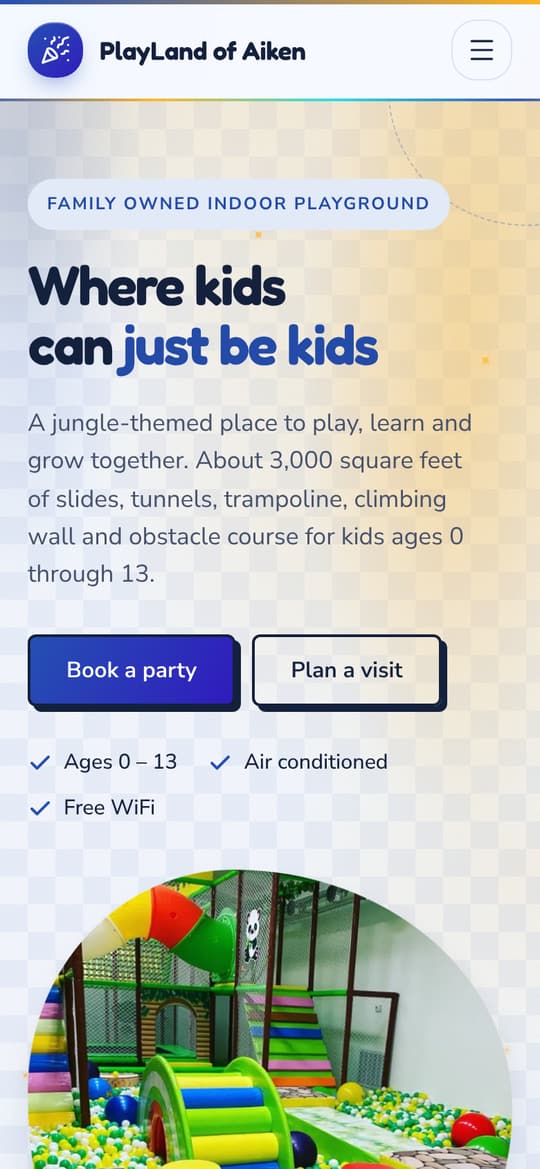 PlayLand of Aiken
FAMILY OWNED INDOOR PLAYGROUND
Where kids
can just be kids
A jungle-themed place to play, learn and
grow together. About 3,000 square feet
of slides, tunnels, trampoline, climbing
wall and obstacle course for kids ages 0
through 13.
Book a party
Plan a visit
Ages 0 – 13
Air conditioned
Free WiFi